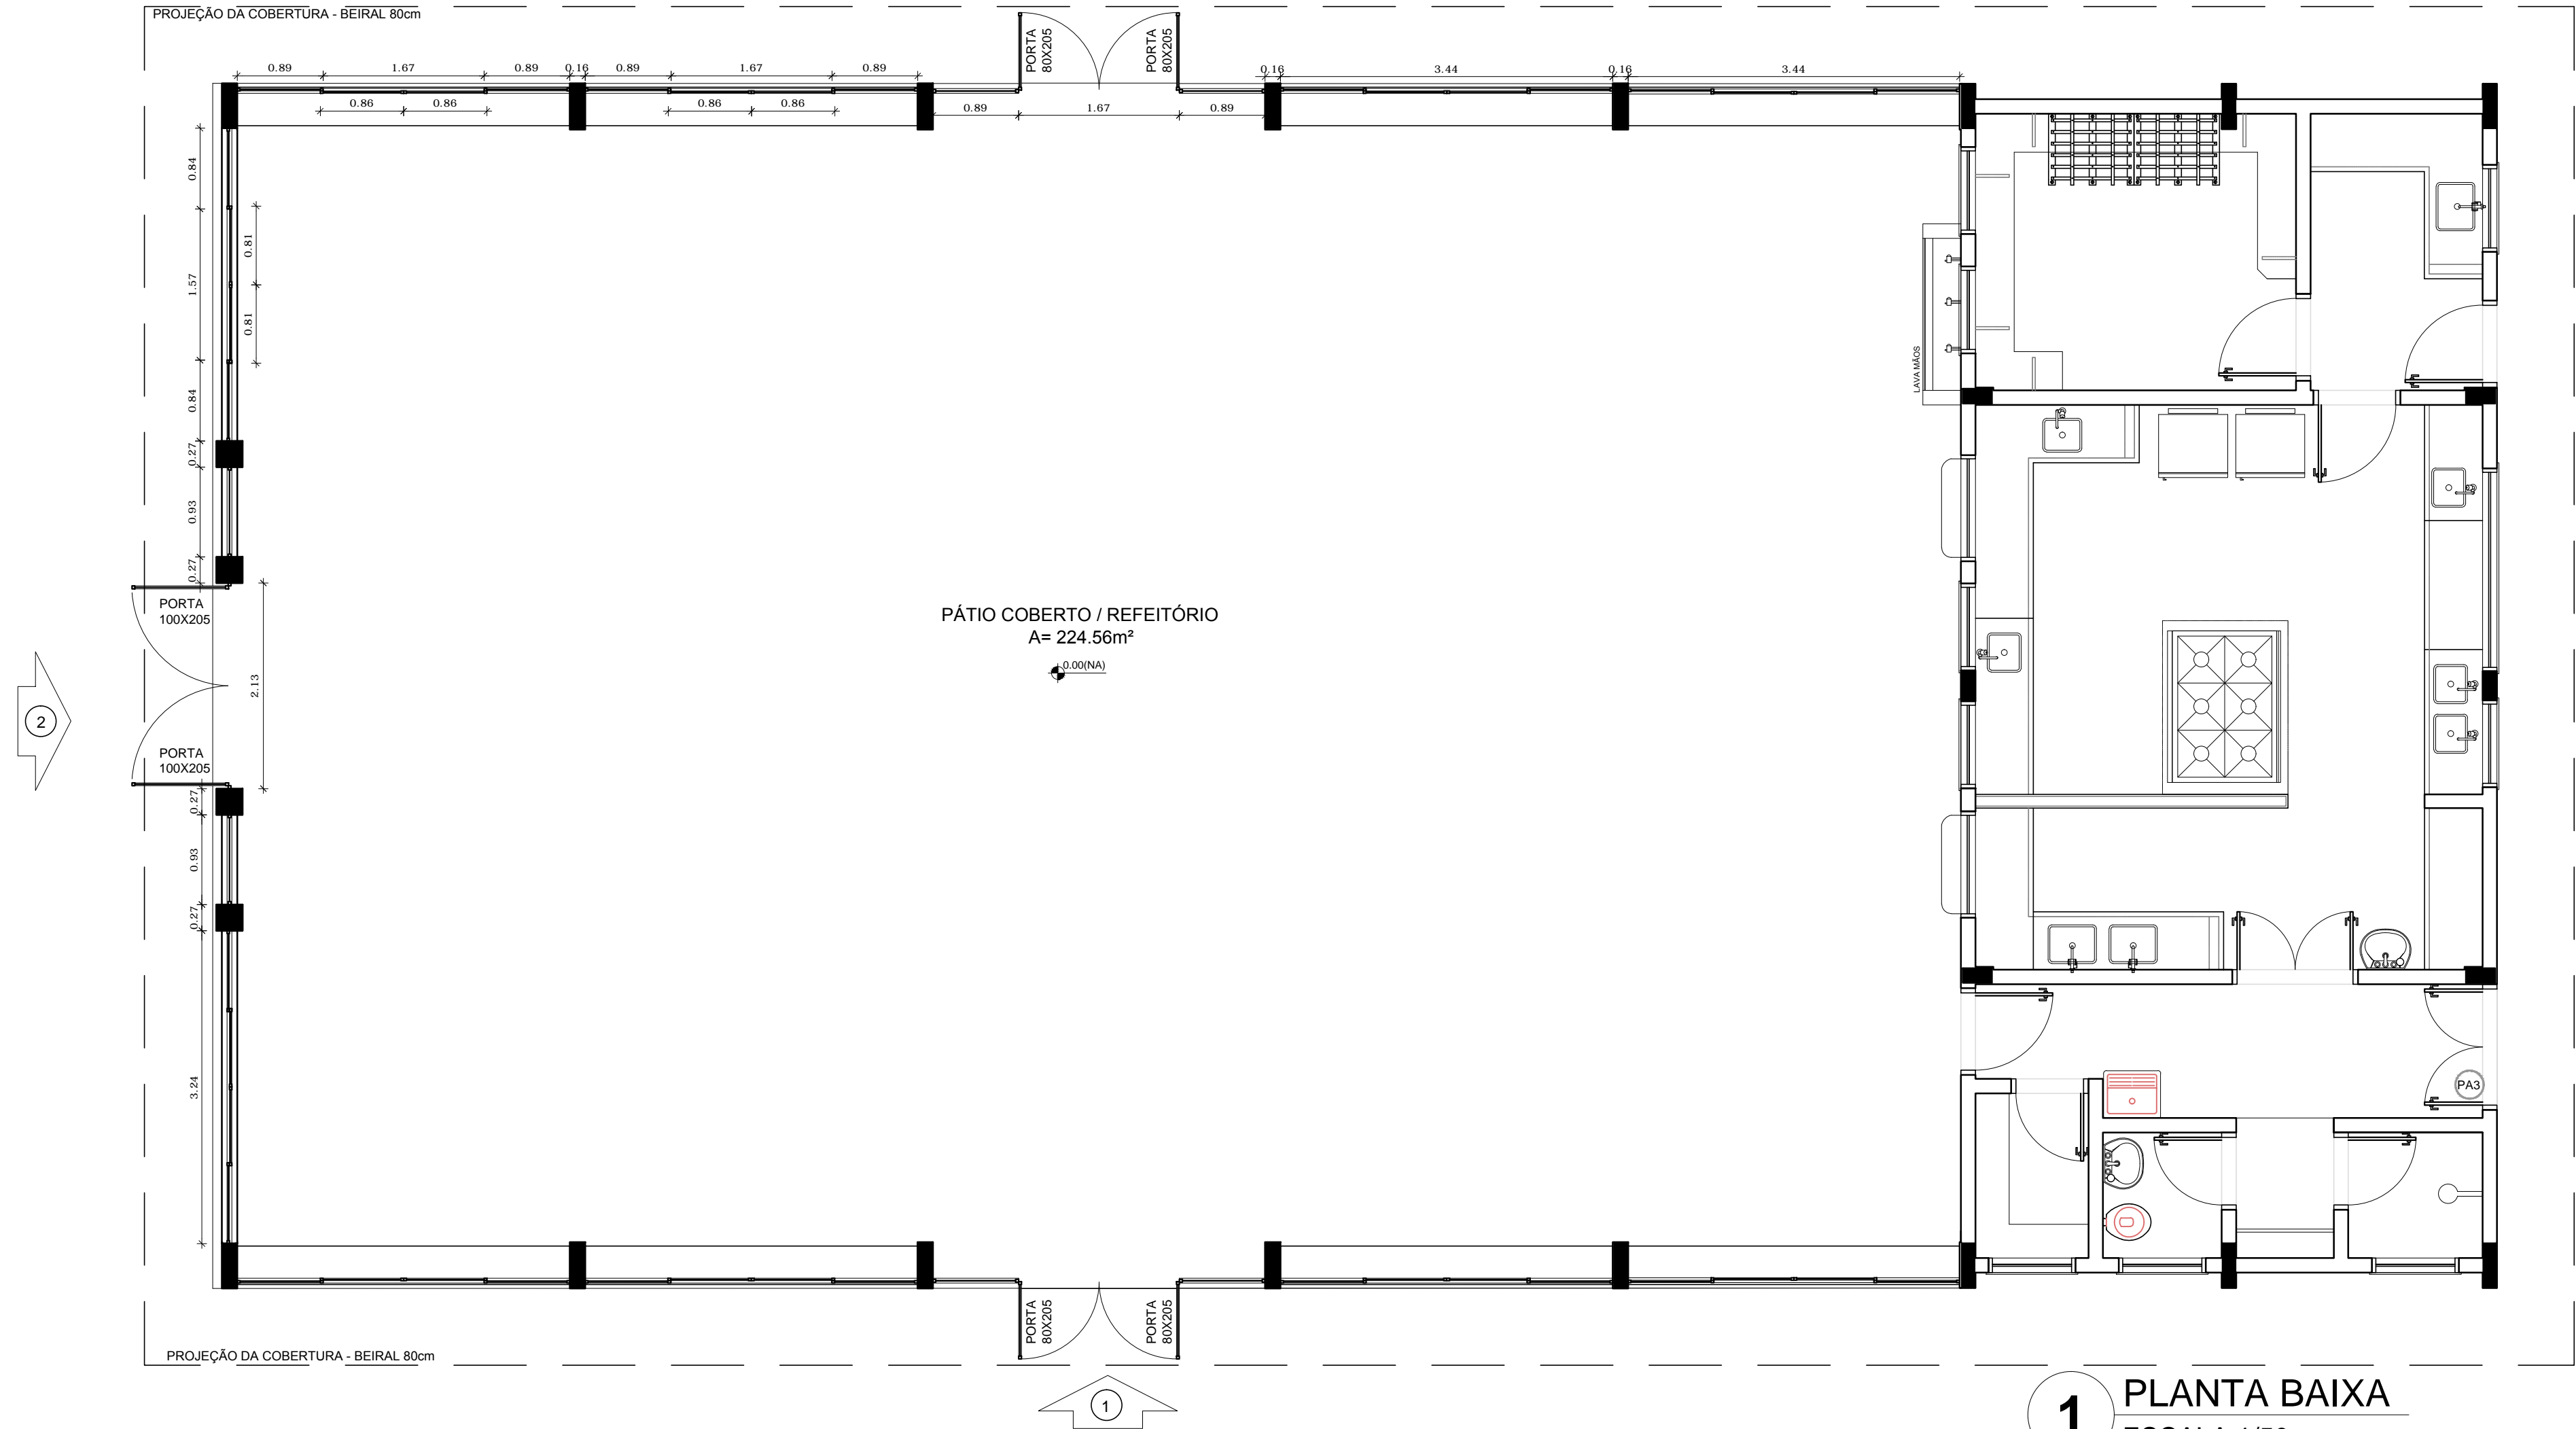 PROJEÇÃO DA COBERTURA - BEIRAL 80cm
PORTA
80X205
PORTA
80X205
0.89
1.67
0.89
0.16
0.89
1.67
0.89
0.16
3.44
0.16
3.44
0.86
0.86
0.86
0.86
0.89
1.67
0.89
0.84
1.57
0.81
0.81
0.84
0.27
0.93
0.27
LAVA MÃOS
PORTA
100X205
PÁTIO COBERTO / REFEITÓRIO
A= 224.56m²
0.00(NA)
2.13
2
PORTA
100X205
0.27
0.93
0.27
3.24
PA3
PORTA
80X205
PORTA
80X205
PROJEÇÃO DA COBERTURA - BEIRAL 80cm
1
1
PLANTA BAIXA